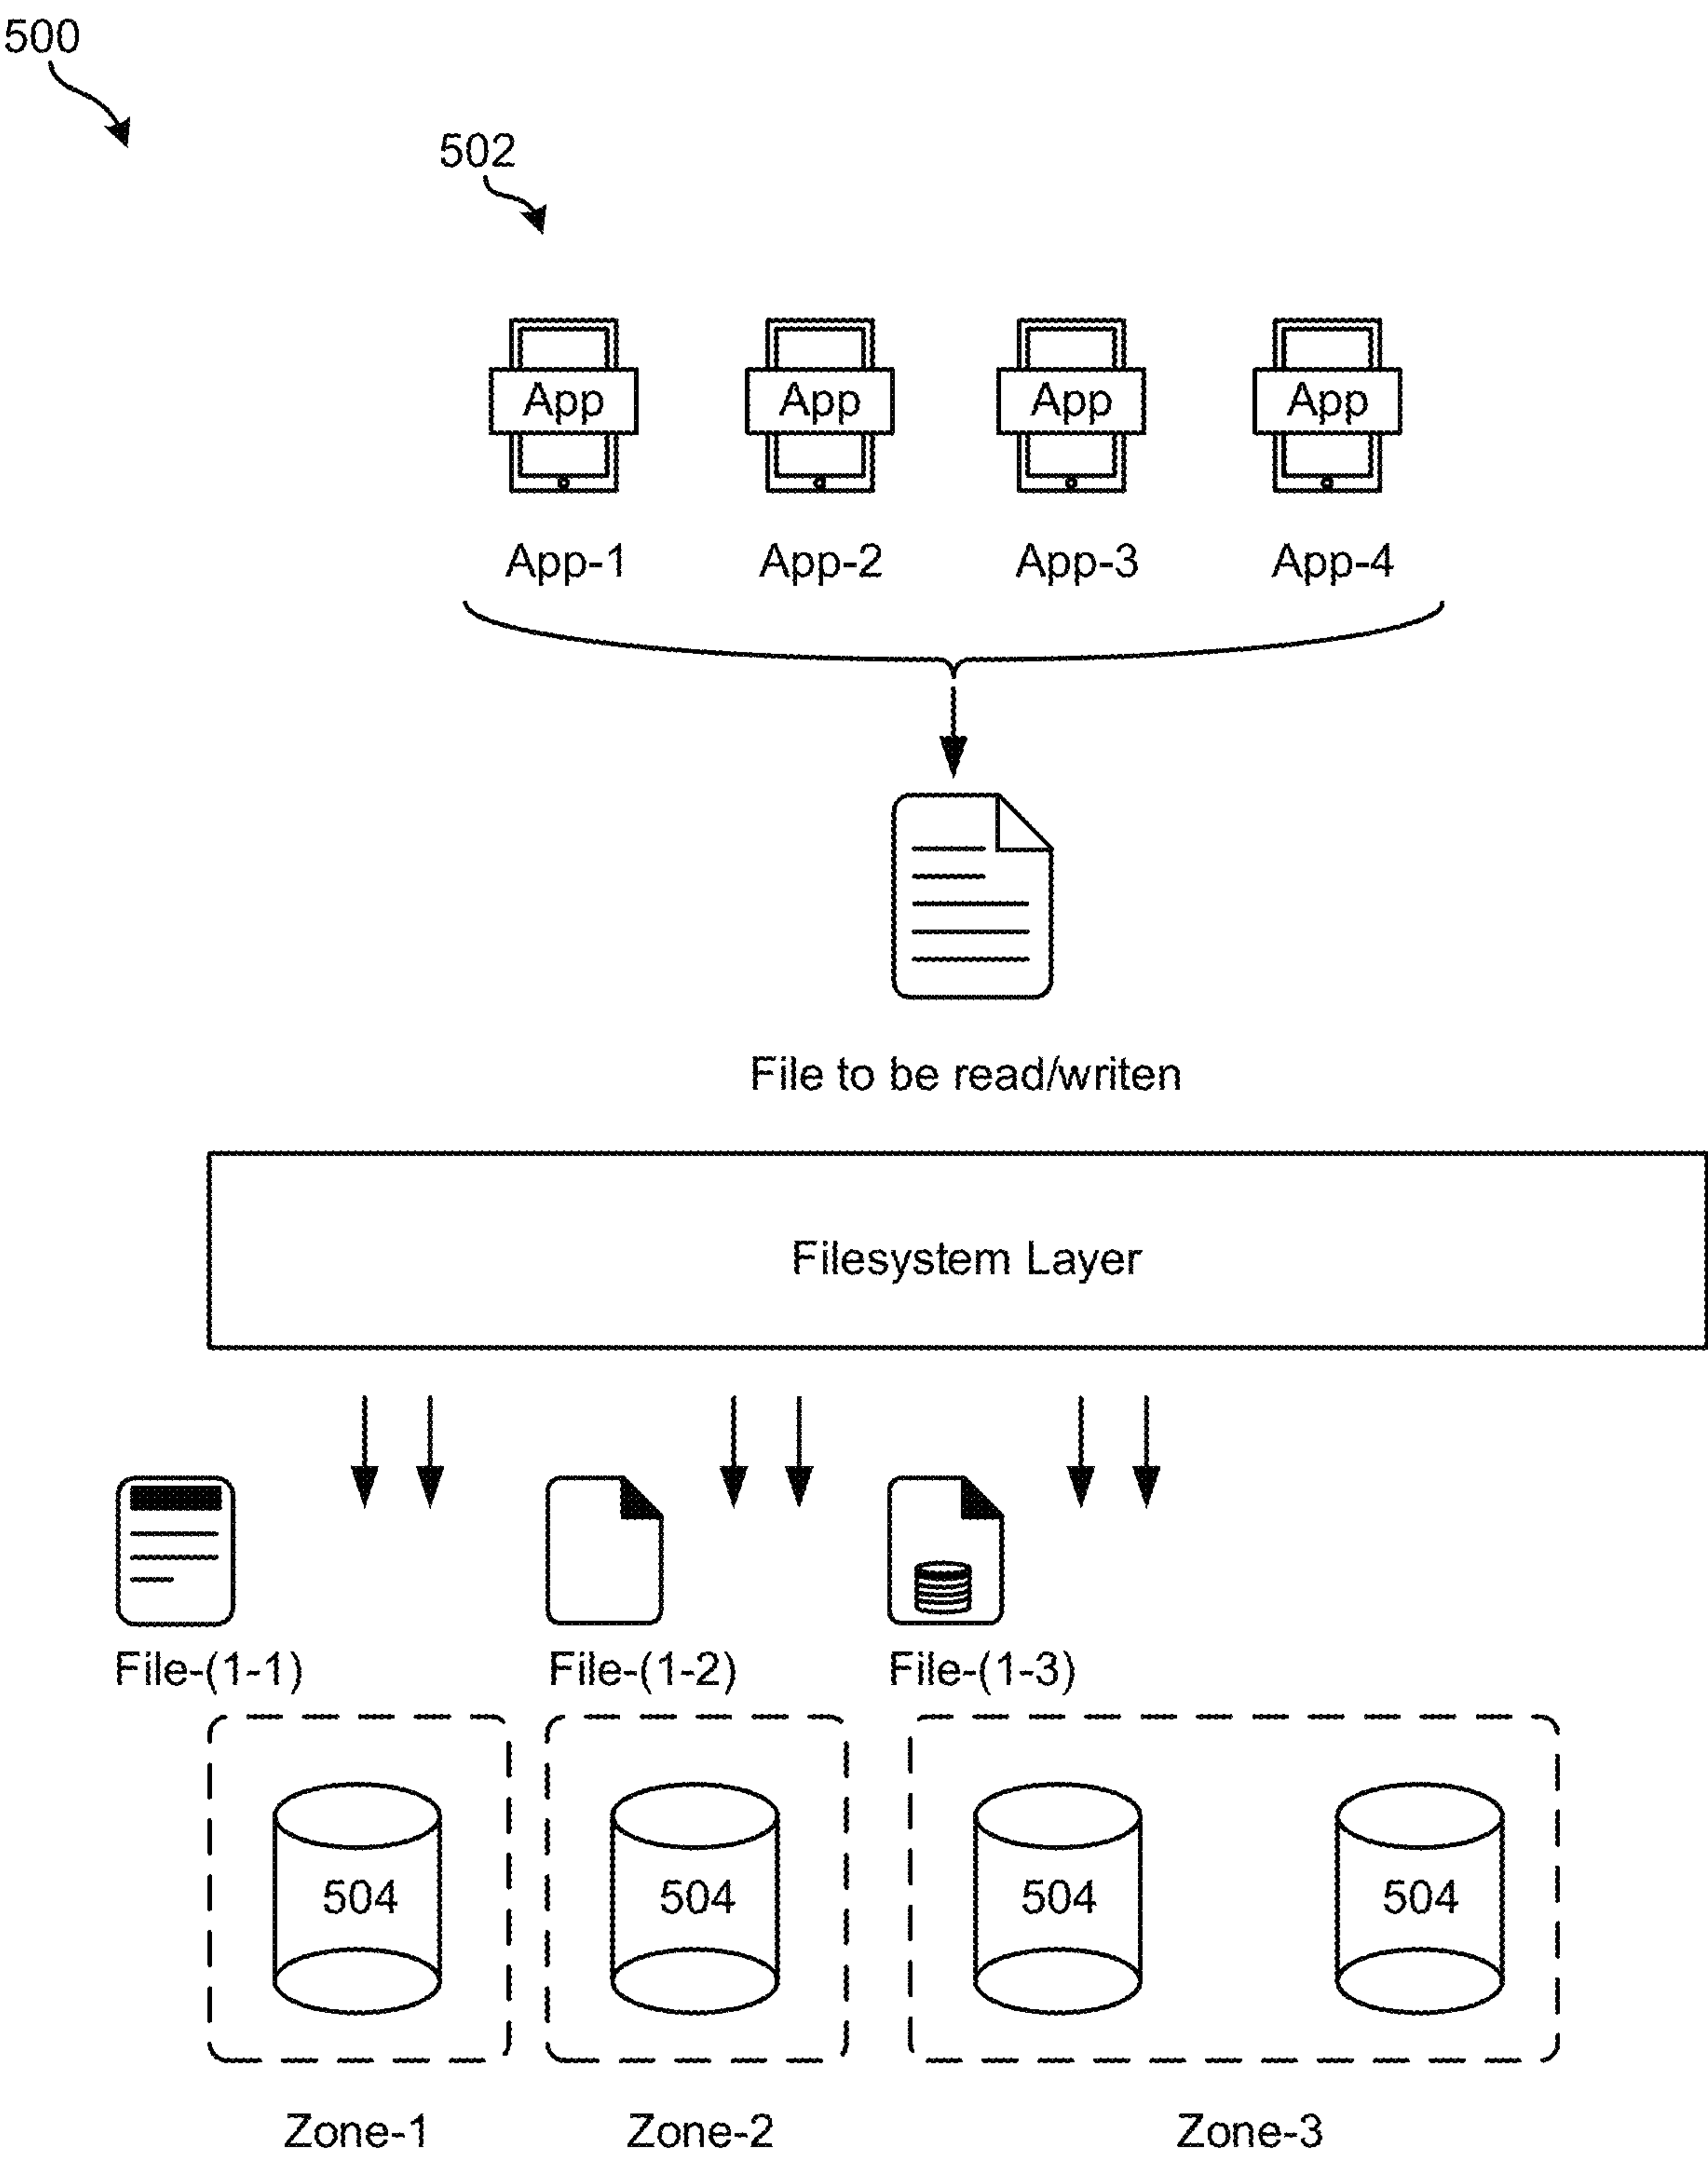 500
502
App App App App
App-1 App-2 App-3 App-4
File to be read/writen
Filesystem Layer
File-(1-1) File-(1-2) File-(1-3)
504 504 504 504
Zone-1 Zone-2 Zone-3